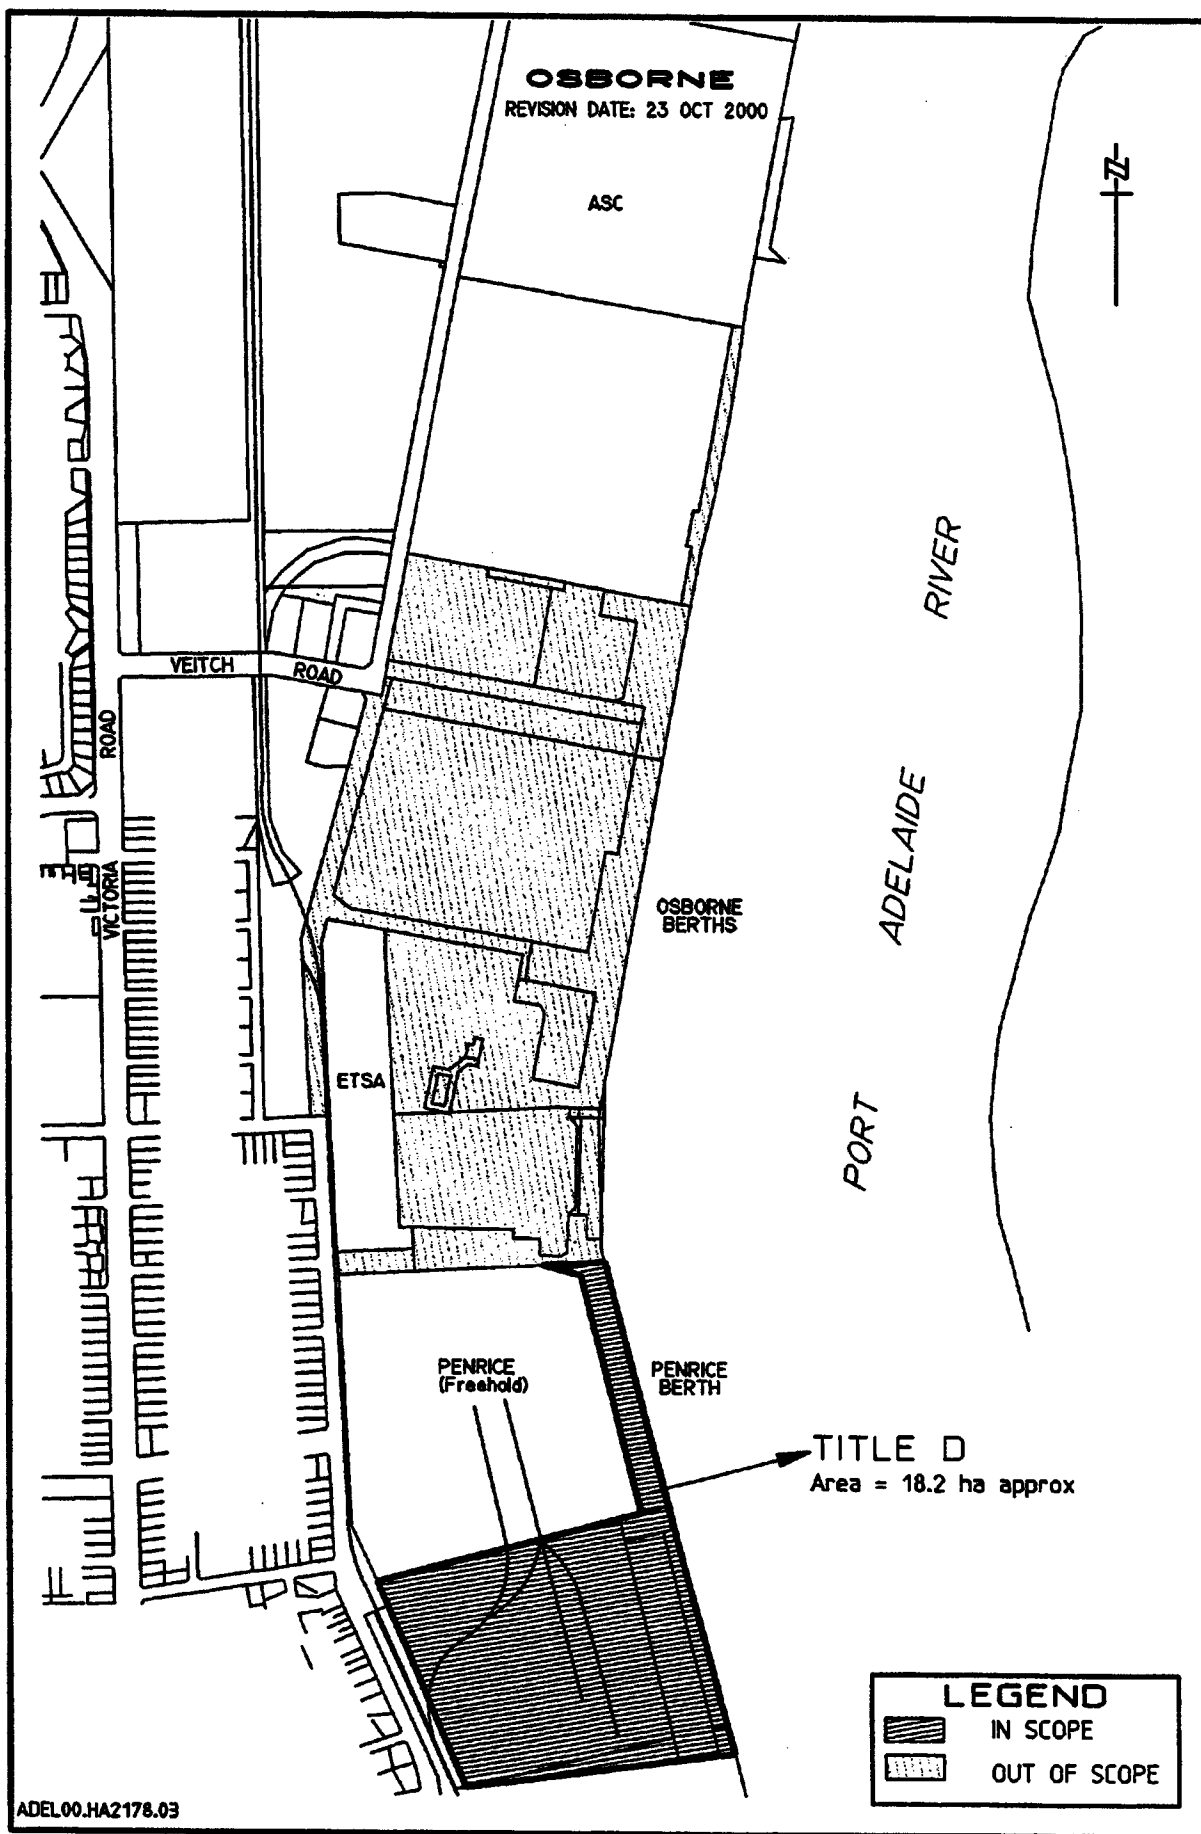 OSBORNE
REVISION DATE: 23 OCT 2000
ASC
N
RIVER
VEITCH
ROAD
ROAD
ADELAIDE
VICTORIA
OSBORNE
BERTHS
ETSA
PORT
PENRICE
(Freehold)
PENRICE
BERTH
TITLE D
Area = 18.2 ha approx
LEGEND
IN SCOPE
OUT OF SCOPE
ADEL00.HA2178.03